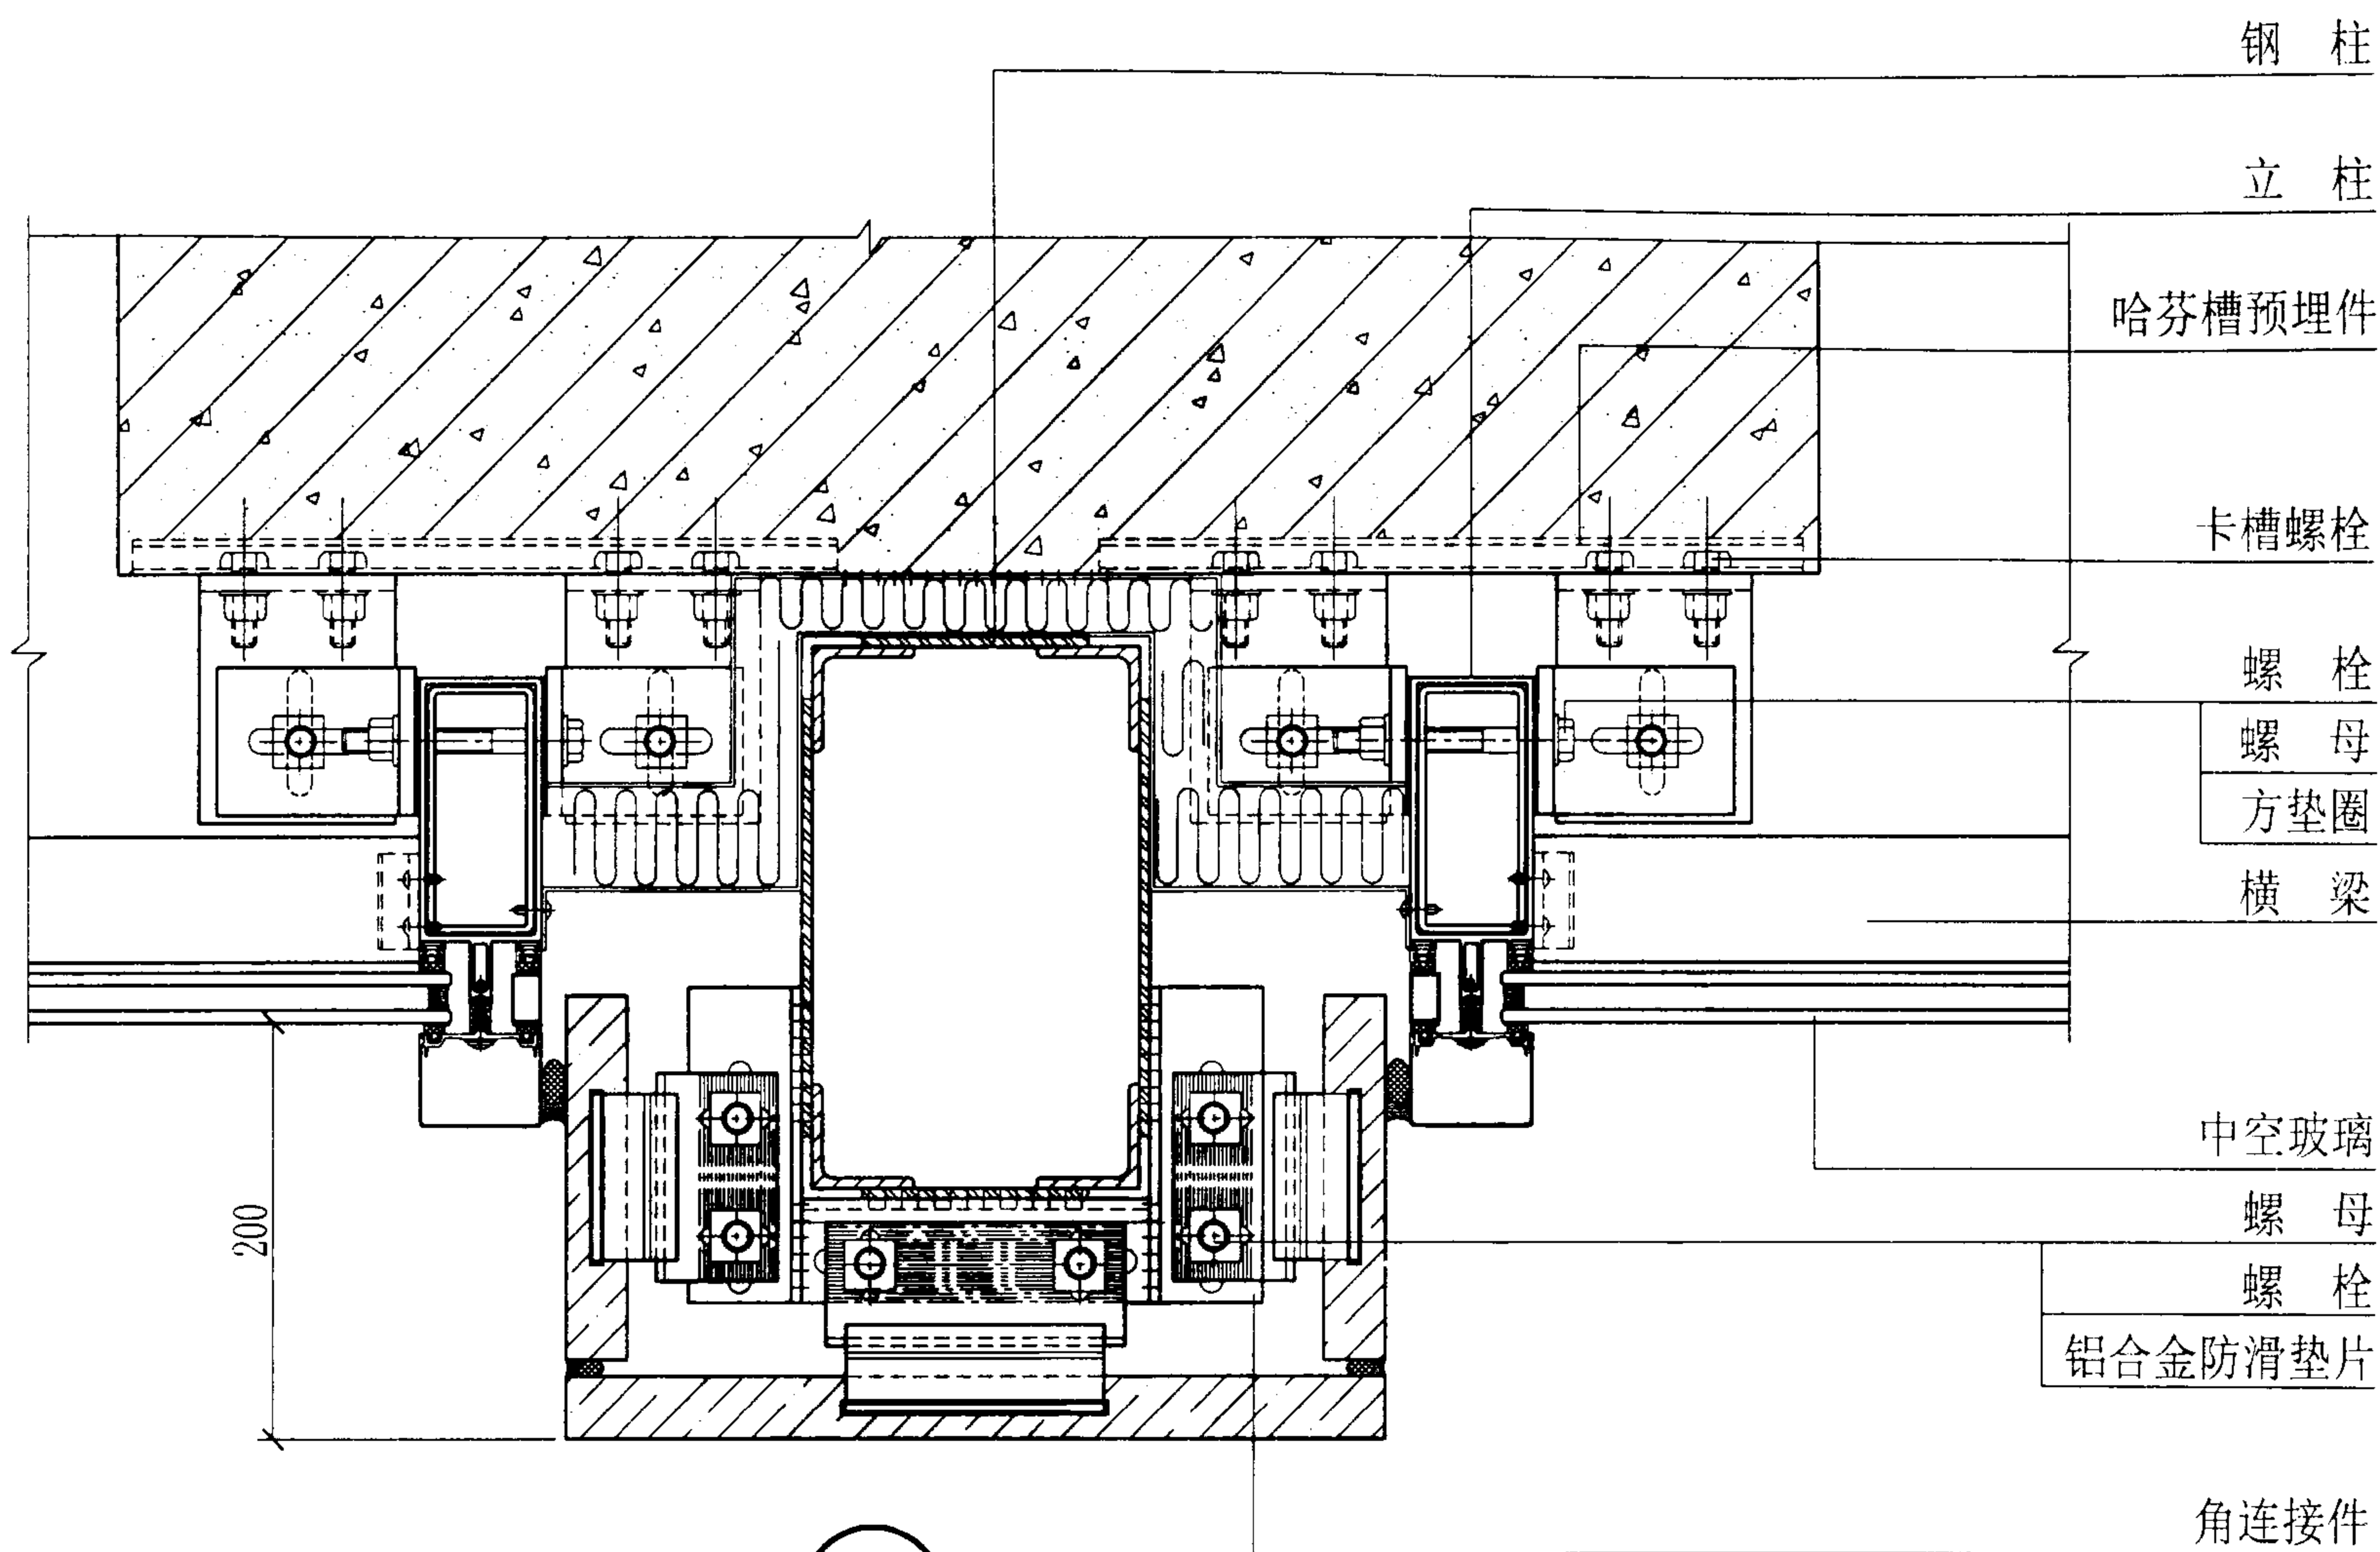 钢 柱
立 柱
哈芬槽预埋件
卡槽螺栓
螺 栓
螺 母
方垫圈
横 梁
中空玻璃
螺 母
螺 栓
铝合金防滑垫片
200
角连接件